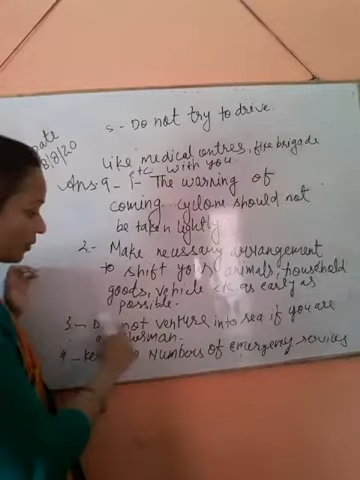 Date
8/8/20
5- Do not try to drive.
like medical centres, fire brigade
etc with you.
Ans: 9- 1- The warning of
coming cyclone should not
be taken lightly
2- Make necessary arrangement
to shift your animals, household
goods, vehicle etc as early as
possible.
3- not venture into sea if you are
4- Numbers of emergency services